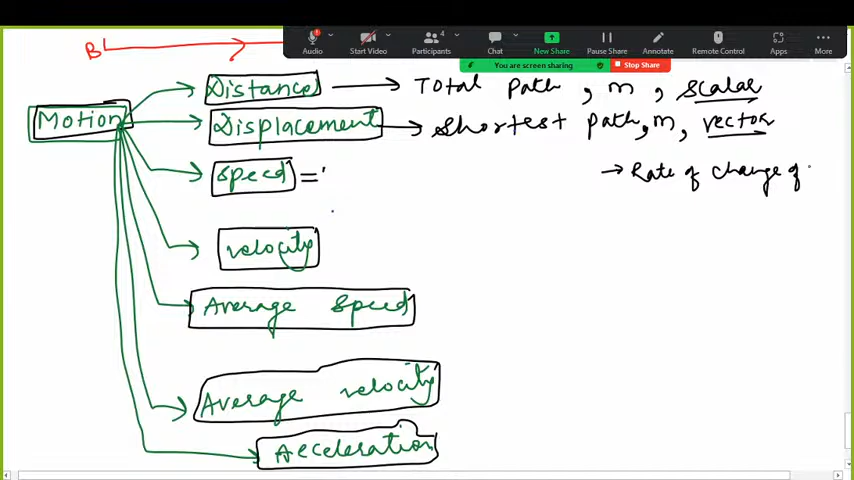 Audio
Start Video
Participants 4
Chat
New Share
Pause Share
Annotate
Remote Control
Apps
More
You are screen sharing Stop Share
B
Motion
Distance → Total Path, m, scalar
Displacement → Shortest path, m, vector
Speed = '
→ Rate of change of
velocity
Average Speed
Average velocity
Acceleration